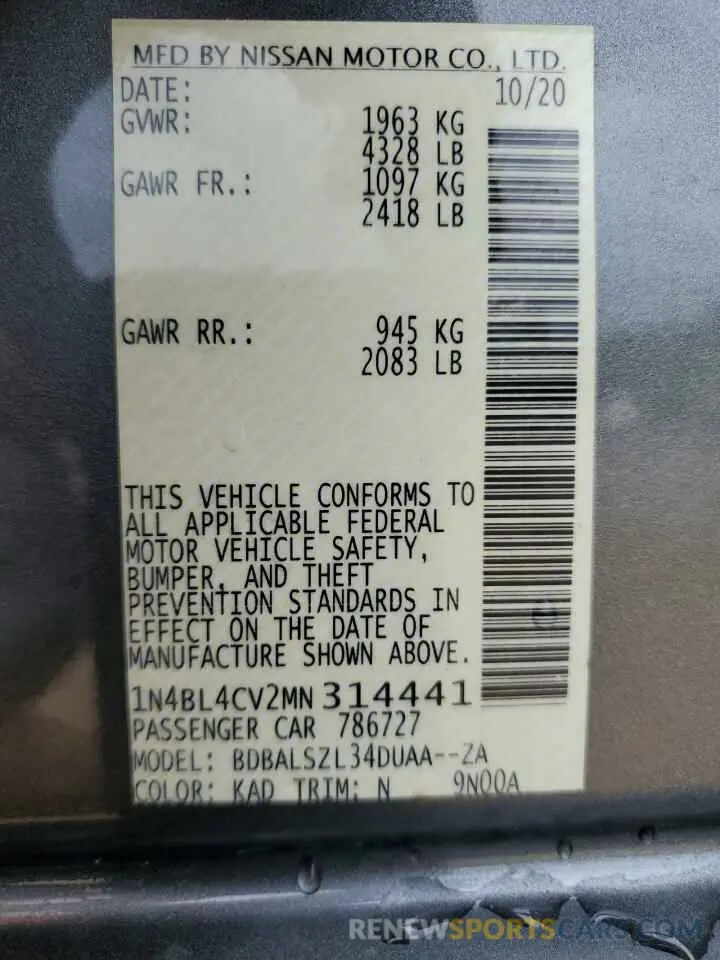 MFD BY NISSAN MOTOR CO., LTD.
DATE: 10/20
GVWR: 1963 KG
4328 LB
GAWR FR.: 1097 KG
2418 LB
GAWR RR.: 945 KG
2083 LB
THIS VEHICLE CONFORMS TO
ALL APPLICABLE FEDERAL
MOTOR VEHICLE SAFETY,
BUMPER, AND THEFT
PREVENTION STANDARDS IN
EFFECT ON THE DATE OF
MANUFACTURE SHOWN ABOVE.
1N4BL4CV2MN314441
PASSENGER CAR 786727
MODEL: BDBALSZL34DUAA--ZA
COLOR: KAD TRIM: N 9N00A
RENEWSPORTSCARS.COM